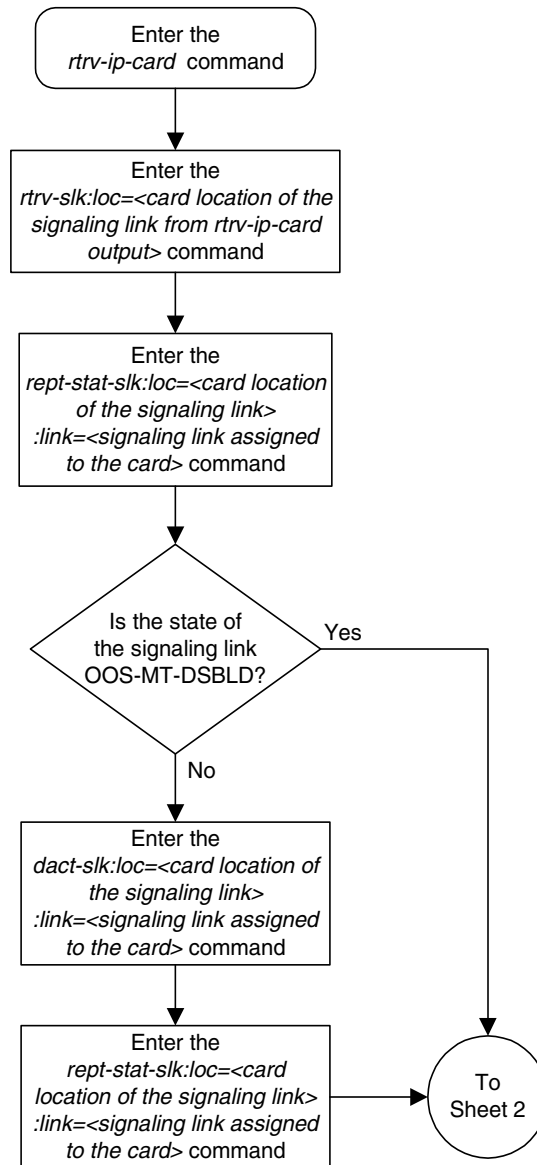 Enter the
rtrv-ip-card command
Enter the
rtrv-slk:loc=<card location of the
signaling link from rtrv-ip-card
output> command
Enter the
rept-stat-slk:loc=<card location
of the signaling link>
:link=<signaling link assigned
to the card> command
Is the state of
the signaling link
OOS-MT-DSBLD?
Yes
No
Enter the
dact-slk:loc=<card location of
the signaling link>
:link=<signaling link assigned
to the card> command
Enter the
rept-stat-slk:loc=<card
location of the signaling link>
:link=<signaling link assigned
to the card> command
To
Sheet 2